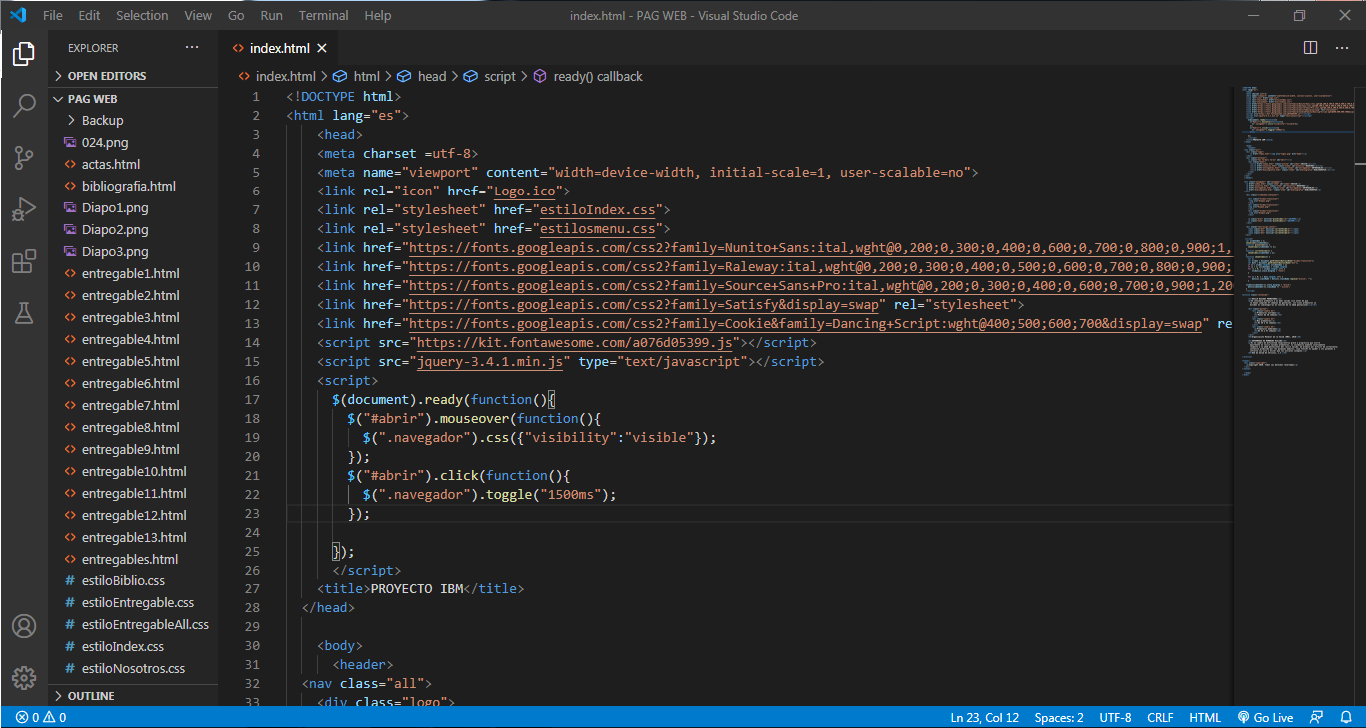 File Edit Selection View Go Run Terminal Help
index.html - PAG WEB - Visual Studio Code
EXPLORER
OPEN EDITORS
PAG WEB
Backup
024.png
actas.html
bibliografia.html
Diapo1.png
Diapo2.png
Diapo3.png
entregable1.html
entregable2.html
entregable3.html
entregable4.html
entregable5.html
entregable6.html
entregable7.html
entregable8.html
entregable9.html
entregable10.html
entregable11.html
entregable12.html
entregable13.html
entregables.html
# estiloBiblio.css
# estiloEntregable.css
# estiloEntregableAll.css
# estiloIndex.css
# estiloNosotros.css
OUTLINE
index.html
index.html > html > head > script > ready() callback
1 <!DOCTYPE html>
2 <html lang="es">
3 <head>
4 <meta charset =utf-8>
5 <meta name="viewport" content="width=device-width, initial-scale=1, user-scalable=no">
6 <link rel="icon" href="Logo.ico">
7 <link rel="stylesheet" href="estiloIndex.css">
8 <link rel="stylesheet" href="estilosmenu.css">
9 <link href="https://fonts.googleapis.com/css2?family=Nunito+Sans:ital,wght@0,200;0,300;0,400;0,600;0,700;0,800;0,900;1,
10 <link href="https://fonts.googleapis.com/css2?family=Raleway:ital,wght@0,200;0,300;0,400;0,500;0,600;0,700;0,800;0,900;
11 <link href="https://fonts.googleapis.com/css2?family=Source+Sans+Pro:ital,wght@0,200;0,300;0,400;0,600;0,700;0,900;1,20
12 <link href="https://fonts.googleapis.com/css2?family=Satisfy&display=swap" rel="stylesheet">
13 <link href="https://fonts.googleapis.com/css2?family=Cookie&family=Dancing+Script:wght@400;500;600;700&display=swap" re
14 <script src="https://kit.fontawesome.com/a076d05399.js"></script>
15 <script src="jquery-3.4.1.min.js" type="text/javascript"></script>
16 <script>
17 $(document).ready(function(){
18 $("#abrir").mouseover(function(){
19 $(".navegador").css({"visibility":"visible"});
20 });
21 $("#abrir").click(function(){
22 $(".navegador").toggle("1500ms");
23 });
24
25 });
26 </script>
27 <title>PROYECTO IBM</title>
28 </head>
29
30 <body>
31 <header>
32 <nav class="all">
33 <div class="logo">
0 0
Ln 23, Col 12 Spaces: 2 UTF-8 CRLF HTML Go Live